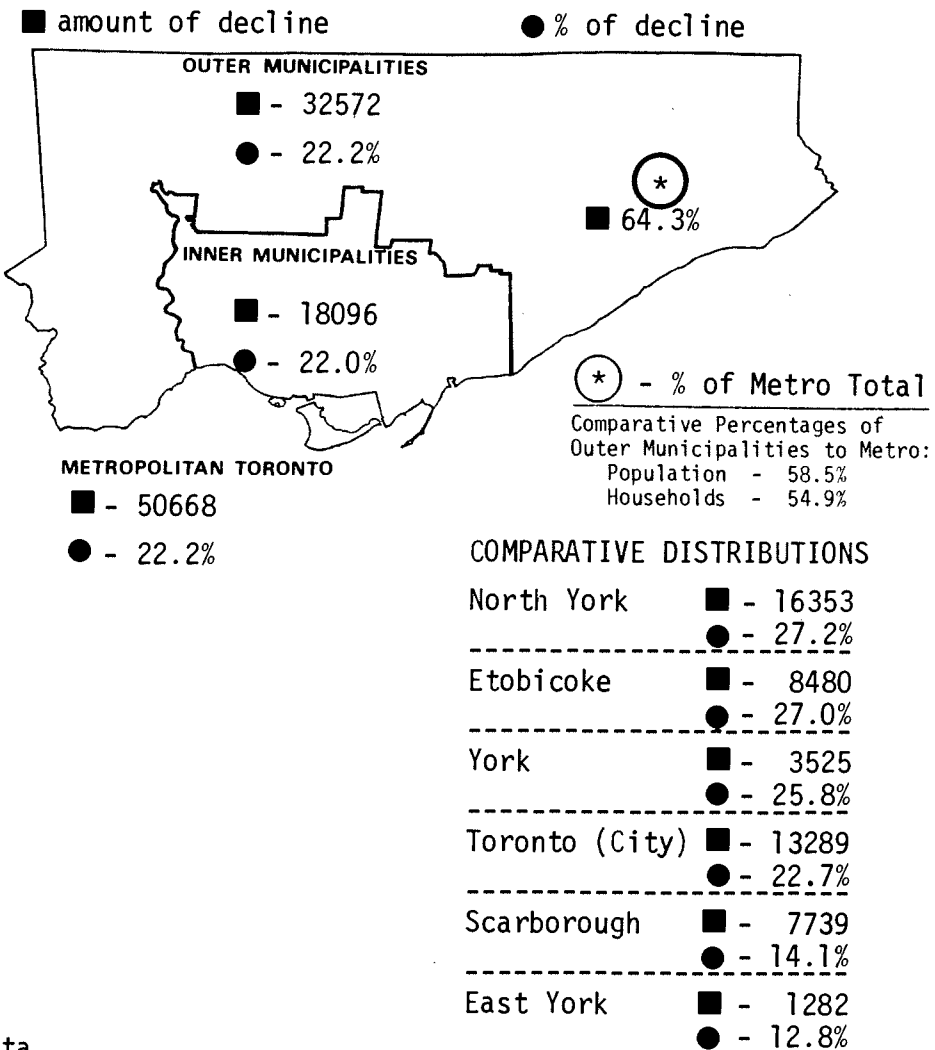 ■ amount of decline ● % of decline
OUTER MUNICIPALITIES
■ - 32572
● - 22.2%
*
■ 64.3%
INNER MUNICIPALITIES
■ - 18096
● - 22.0%
* - % of Metro Total
Comparative Percentages of
Outer Municipalities to Metro:
Population - 58.5%
Households - 54.9%
METROPOLITAN TORONTO
■ - 50668
● - 22.2%
COMPARATIVE DISTRIBUTIONS
North York ■ - 16353
● - 27.2%
Etobicoke ■ - 8480
● - 27.0%
York ■ - 3525
● - 25.8%
Toronto (City) ■ - 13289
● - 22.7%
Scarborough ■ - 7739
● - 14.1%
East York ■ - 1282
● - 12.8%